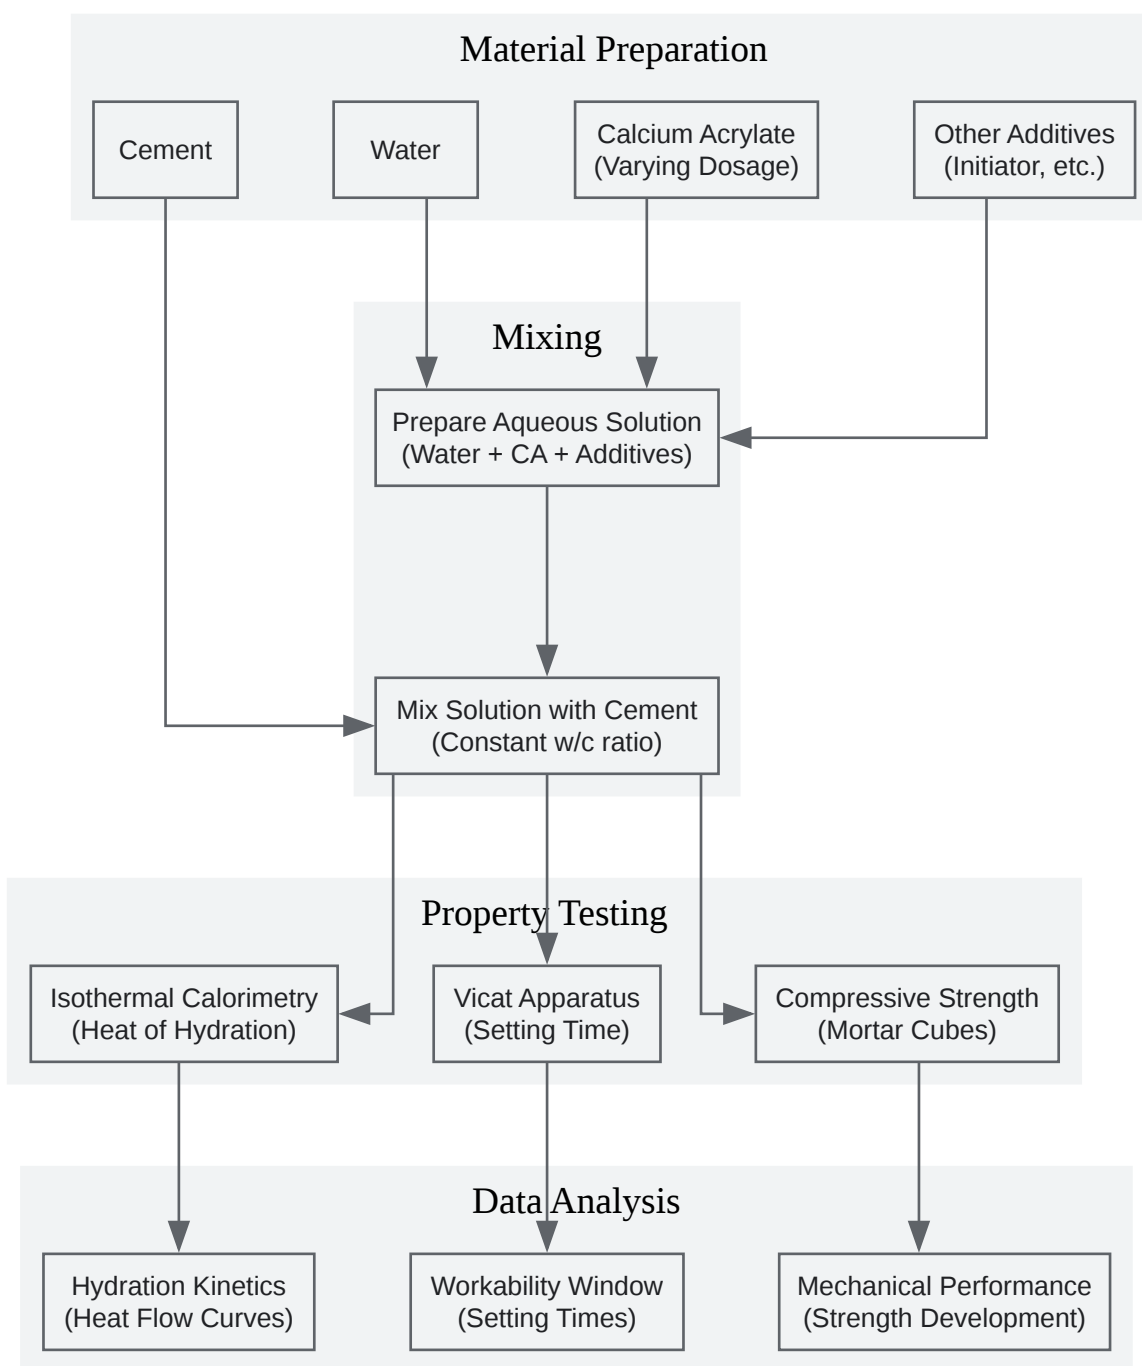 Material Preparation
Cement
Water
Calcium Acrylate
(Varying Dosage)
Other Additives
(Initiator, etc.)
Mixing
Prepare Aqueous Solution
(Water + CA + Additives)
Mix Solution with Cement
(Constant w/c ratio)
Property Testing
Isothermal Calorimetry
(Heat of Hydration)
Vicat Apparatus
(Setting Time)
Compressive Strength
(Mortar Cubes)
Data Analysis
Hydration Kinetics
(Heat Flow Curves)
Workability Window
(Setting Times)
Mechanical Performance
(Strength Development)